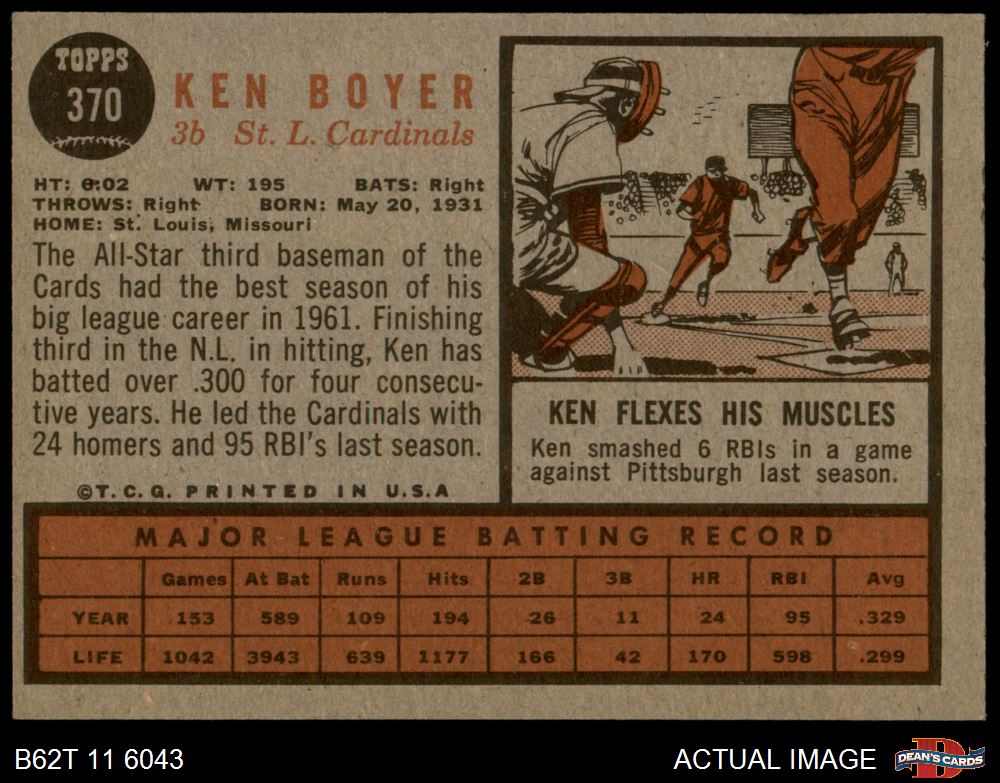 TOPPS
370
KEN BOYER
3b St. L. Cardinals
HT: 6:02 WT: 195 BATS: Right
THROWS: Right BORN: May 20, 1931
HOME: St. Louis, Missouri
The All-Star third baseman of the
Cards had the best season of his
big league career in 1961. Finishing
third in the N.L. in hitting, Ken has
batted over .300 for four consecu-
tive years. He led the Cardinals with
24 homers and 95 RBI's last season.
©T.C.G. PRINTED IN U.S.A
KEN FLEXES HIS MUSCLES
Ken smashed 6 RBIs in a game
against Pittsburgh last season.
MAJOR LEAGUE BATTING RECORD
Games At Bat Runs Hits 2B 3B HR RBI Avg
YEAR 153 589 109 194 26 11 24 95 .329
LIFE 1042 3943 639 1177 166 42 170 598 .299
B62T 11 6043
ACTUAL IMAGE
D
DEAN'S CARDS